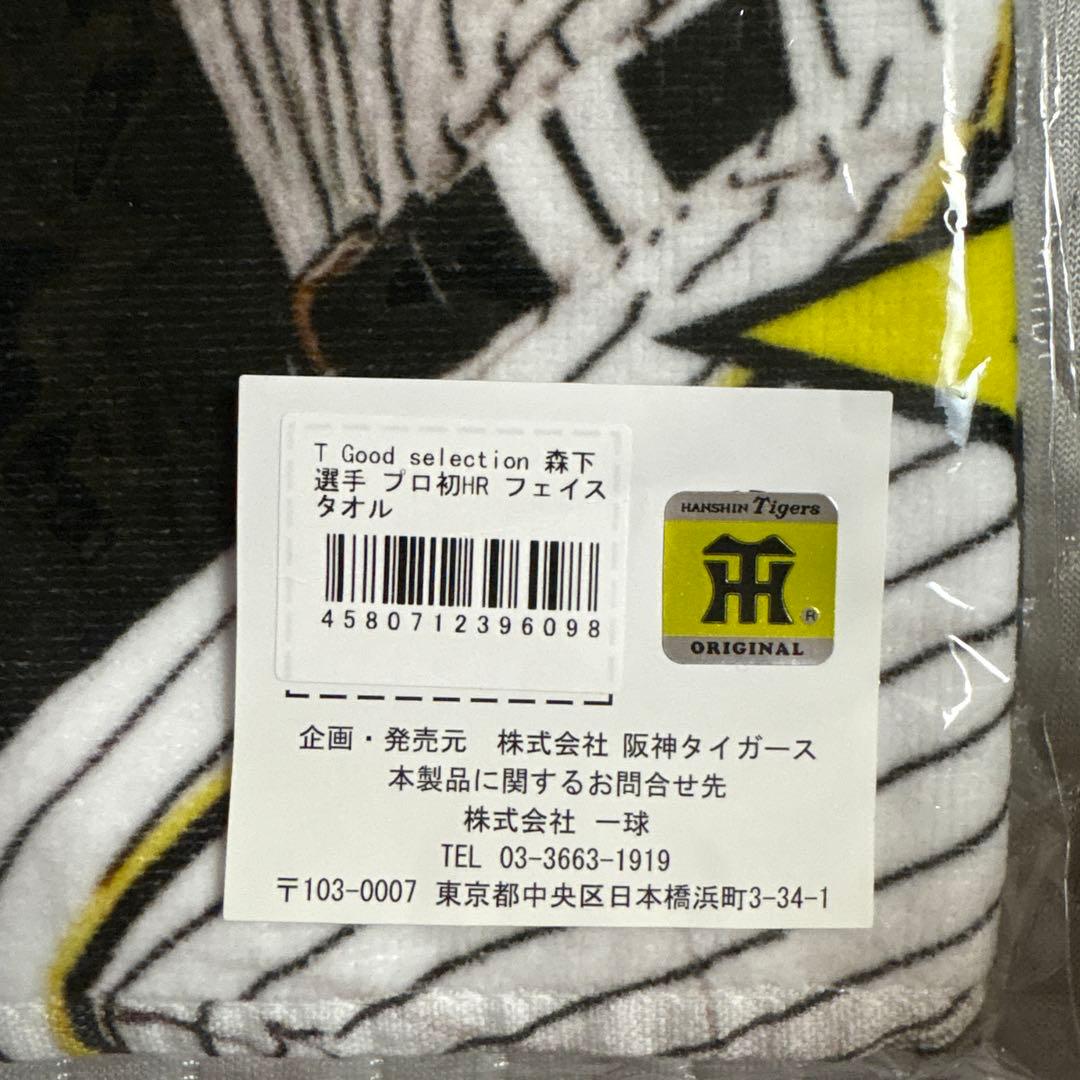 T Good selection 森下
選手 プロ初HR フェイス
タオル
4580712396098
HANSHIN Tigers
TH
®
ORIGINAL
企画・発売元 株式会社 阪神タイガース
本製品に関するお問合せ先
株式会社 一球
TEL 03-3663-1919
〒103-0007 東京都中央区日本橋浜町3-34-1